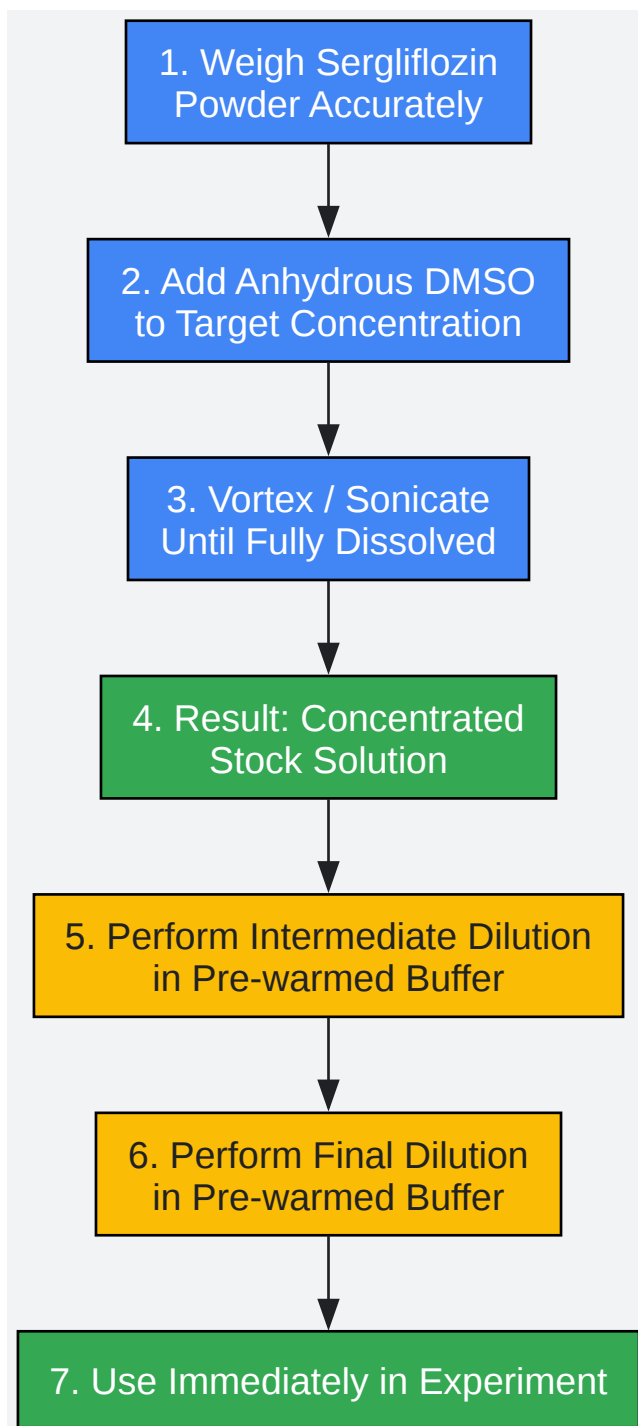 1. Weigh Sergliflozin
Powder Accurately
2. Add Anhydrous DMSO
to Target Concentration
3. Vortex / Sonicate
Until Fully Dissolved
4. Result: Concentrated
Stock Solution
5. Perform Intermediate Dilution
in Pre-warmed Buffer
6. Perform Final Dilution
in Pre-warmed Buffer
7. Use Immediately in Experiment